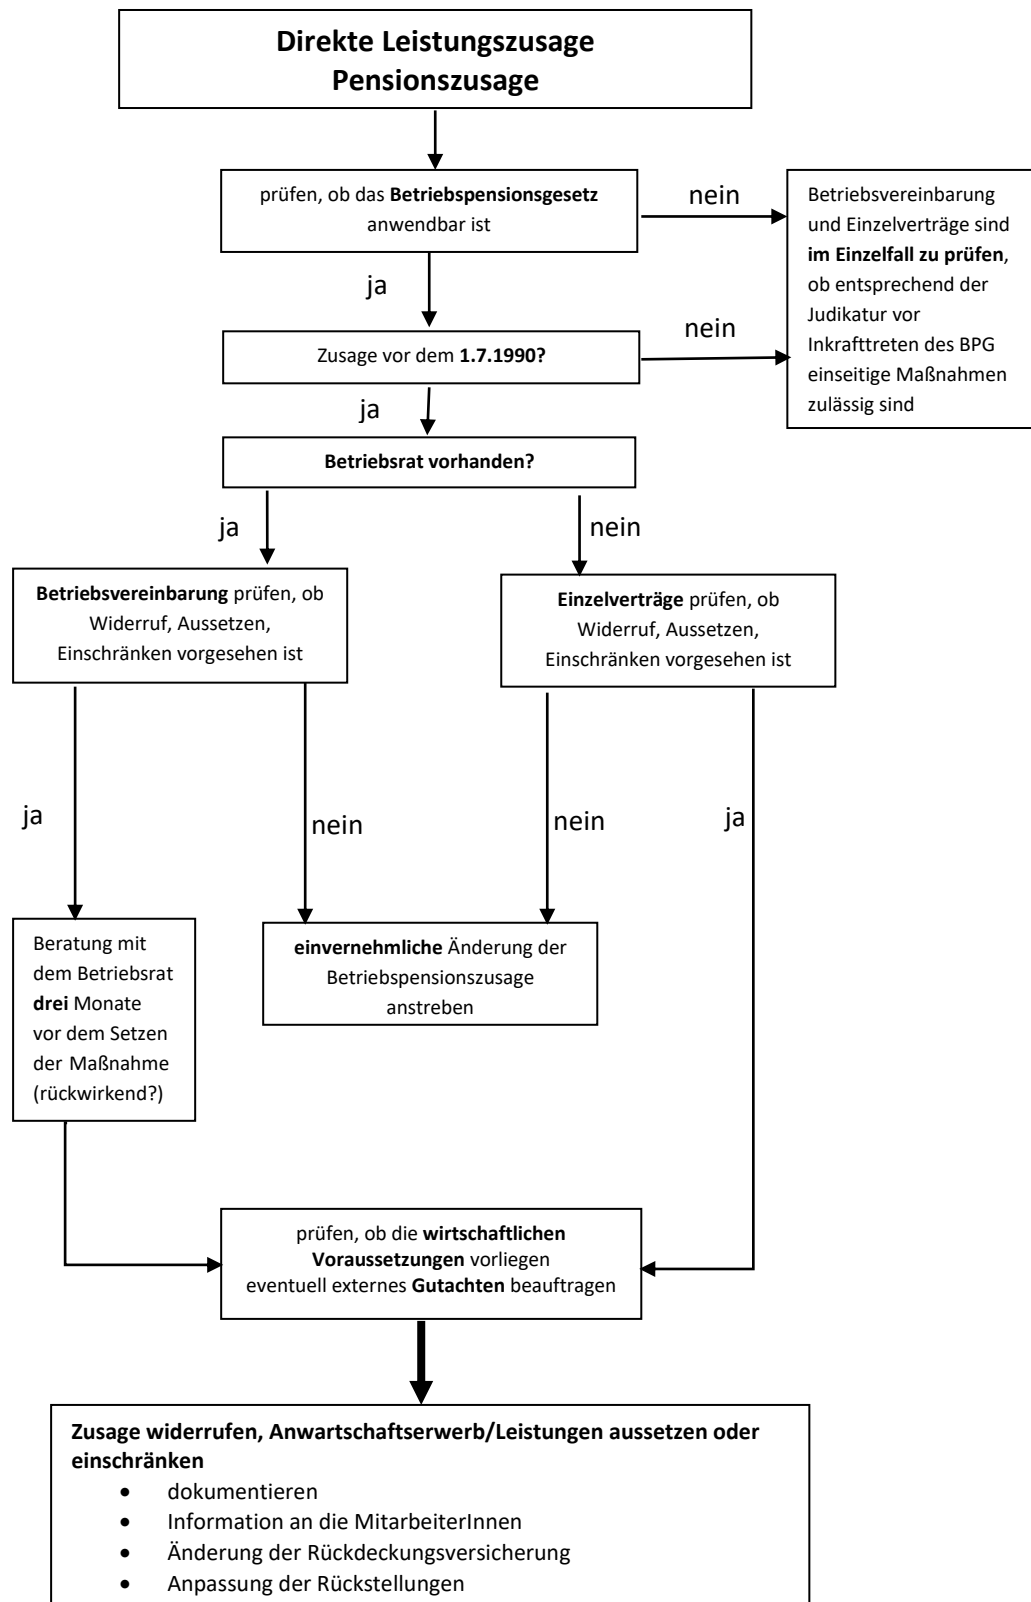 Direkte Leistungszusage
Pensionszusage
prüfen, ob das Betriebspensionsgesetz
anwendbar ist
nein
Betriebsvereinbarung
und Einzelverträge sind
im Einzelfall zu prüfen,
ob entsprechend der
Judikatur vor
Inkrafttreten des BPG
einseitige Maßnahmen
zulässig sind
ja
Zusage vor dem 1.7.1990?
nein
ja
Betriebsrat vorhanden?
ja
nein
Betriebsvereinbarung prüfen, ob
Widerruf, Aussetzen,
Einschränken vorgesehen ist
Einzelverträge prüfen, ob
Widerruf, Aussetzen,
Einschränken vorgesehen ist
ja
nein
nein
ja
Beratung mit
dem Betriebsrat
drei Monate
vor dem Setzen
der Maßnahme
(rückwirkend?)
einvernehmliche Änderung der
Betriebspensionszusage
anstreben
prüfen, ob die wirtschaftlichen
Voraussetzungen vorliegen
eventuell externes Gutachten beauftragen
Zusage widerrufen, Anwartschaftserwerb/Leistungen aussetzen oder
einschränken
• dokumentieren
• Information an die MitarbeiterInnen
• Änderung der Rückdeckungsversicherung
• Anpassung der Rückstellungen